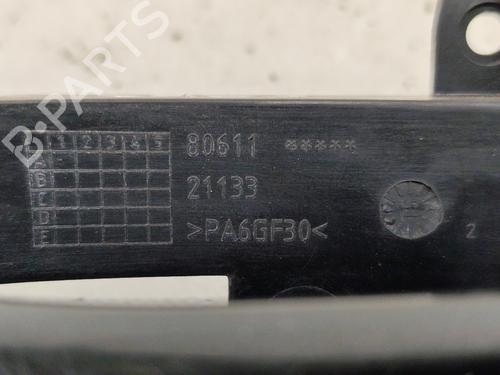 B-PARTS
1 2 3 4 5
A
B
C
D
E
80611 *****
21133
>PA6GF30<
2